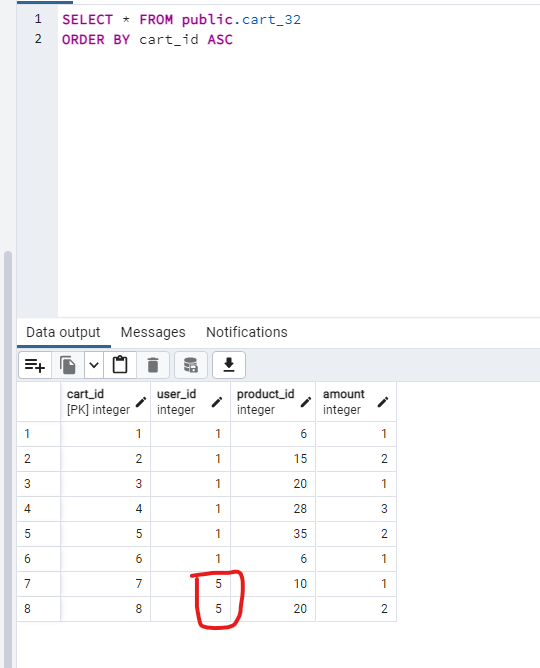 1 SELECT * FROM public.cart_32
2 ORDER BY cart_id ASC
Data output Messages Notifications
cart_id user_id product_id amount
[PK] integer integer integer integer
1 1 1 6 1
2 2 1 15 2
3 3 1 20 1
4 4 1 28 3
5 5 1 35 2
6 6 1 6 1
7 7 5 10 1
8 8 5 20 2